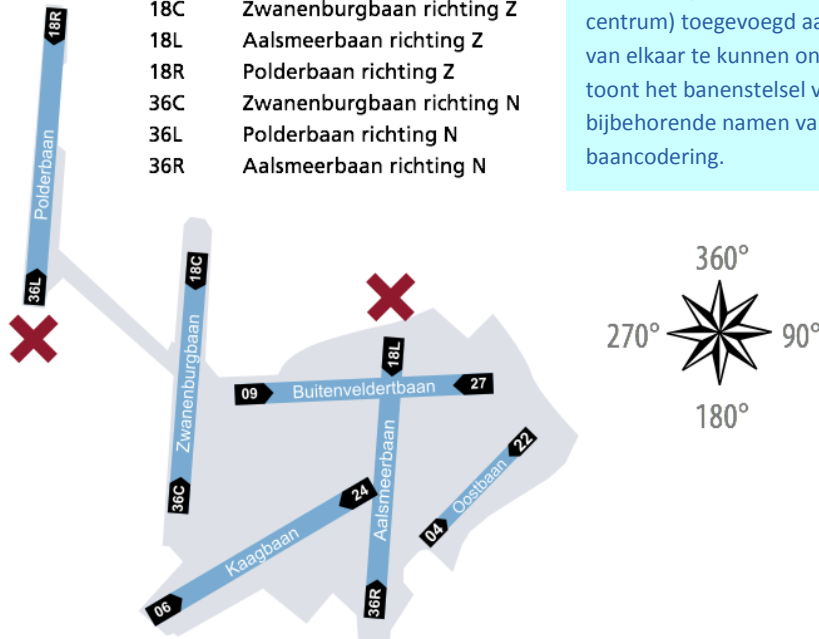 18C Zwanenburgbaan richting Z
18L Aalsmeerbaan richting Z
18R Polderbaan richting Z
36C Zwanenburgbaan richting N
36L Polderbaan richting N
36R Aalsmeerbaan richting N
centrum) toegevoegd aa
van elkaar te kunnen on
toont het banenstelsel v
bijbehorende namen va
baancodering.
18R
Polderbaan
36L
18C
Zwanenburgbaan
36C
18L
09 Buitenveldertbaan 27
Aalsmeerbaan
36R
22
Oostbaan
04
24
Kaagbaan
06
360°
270° 90°
180°